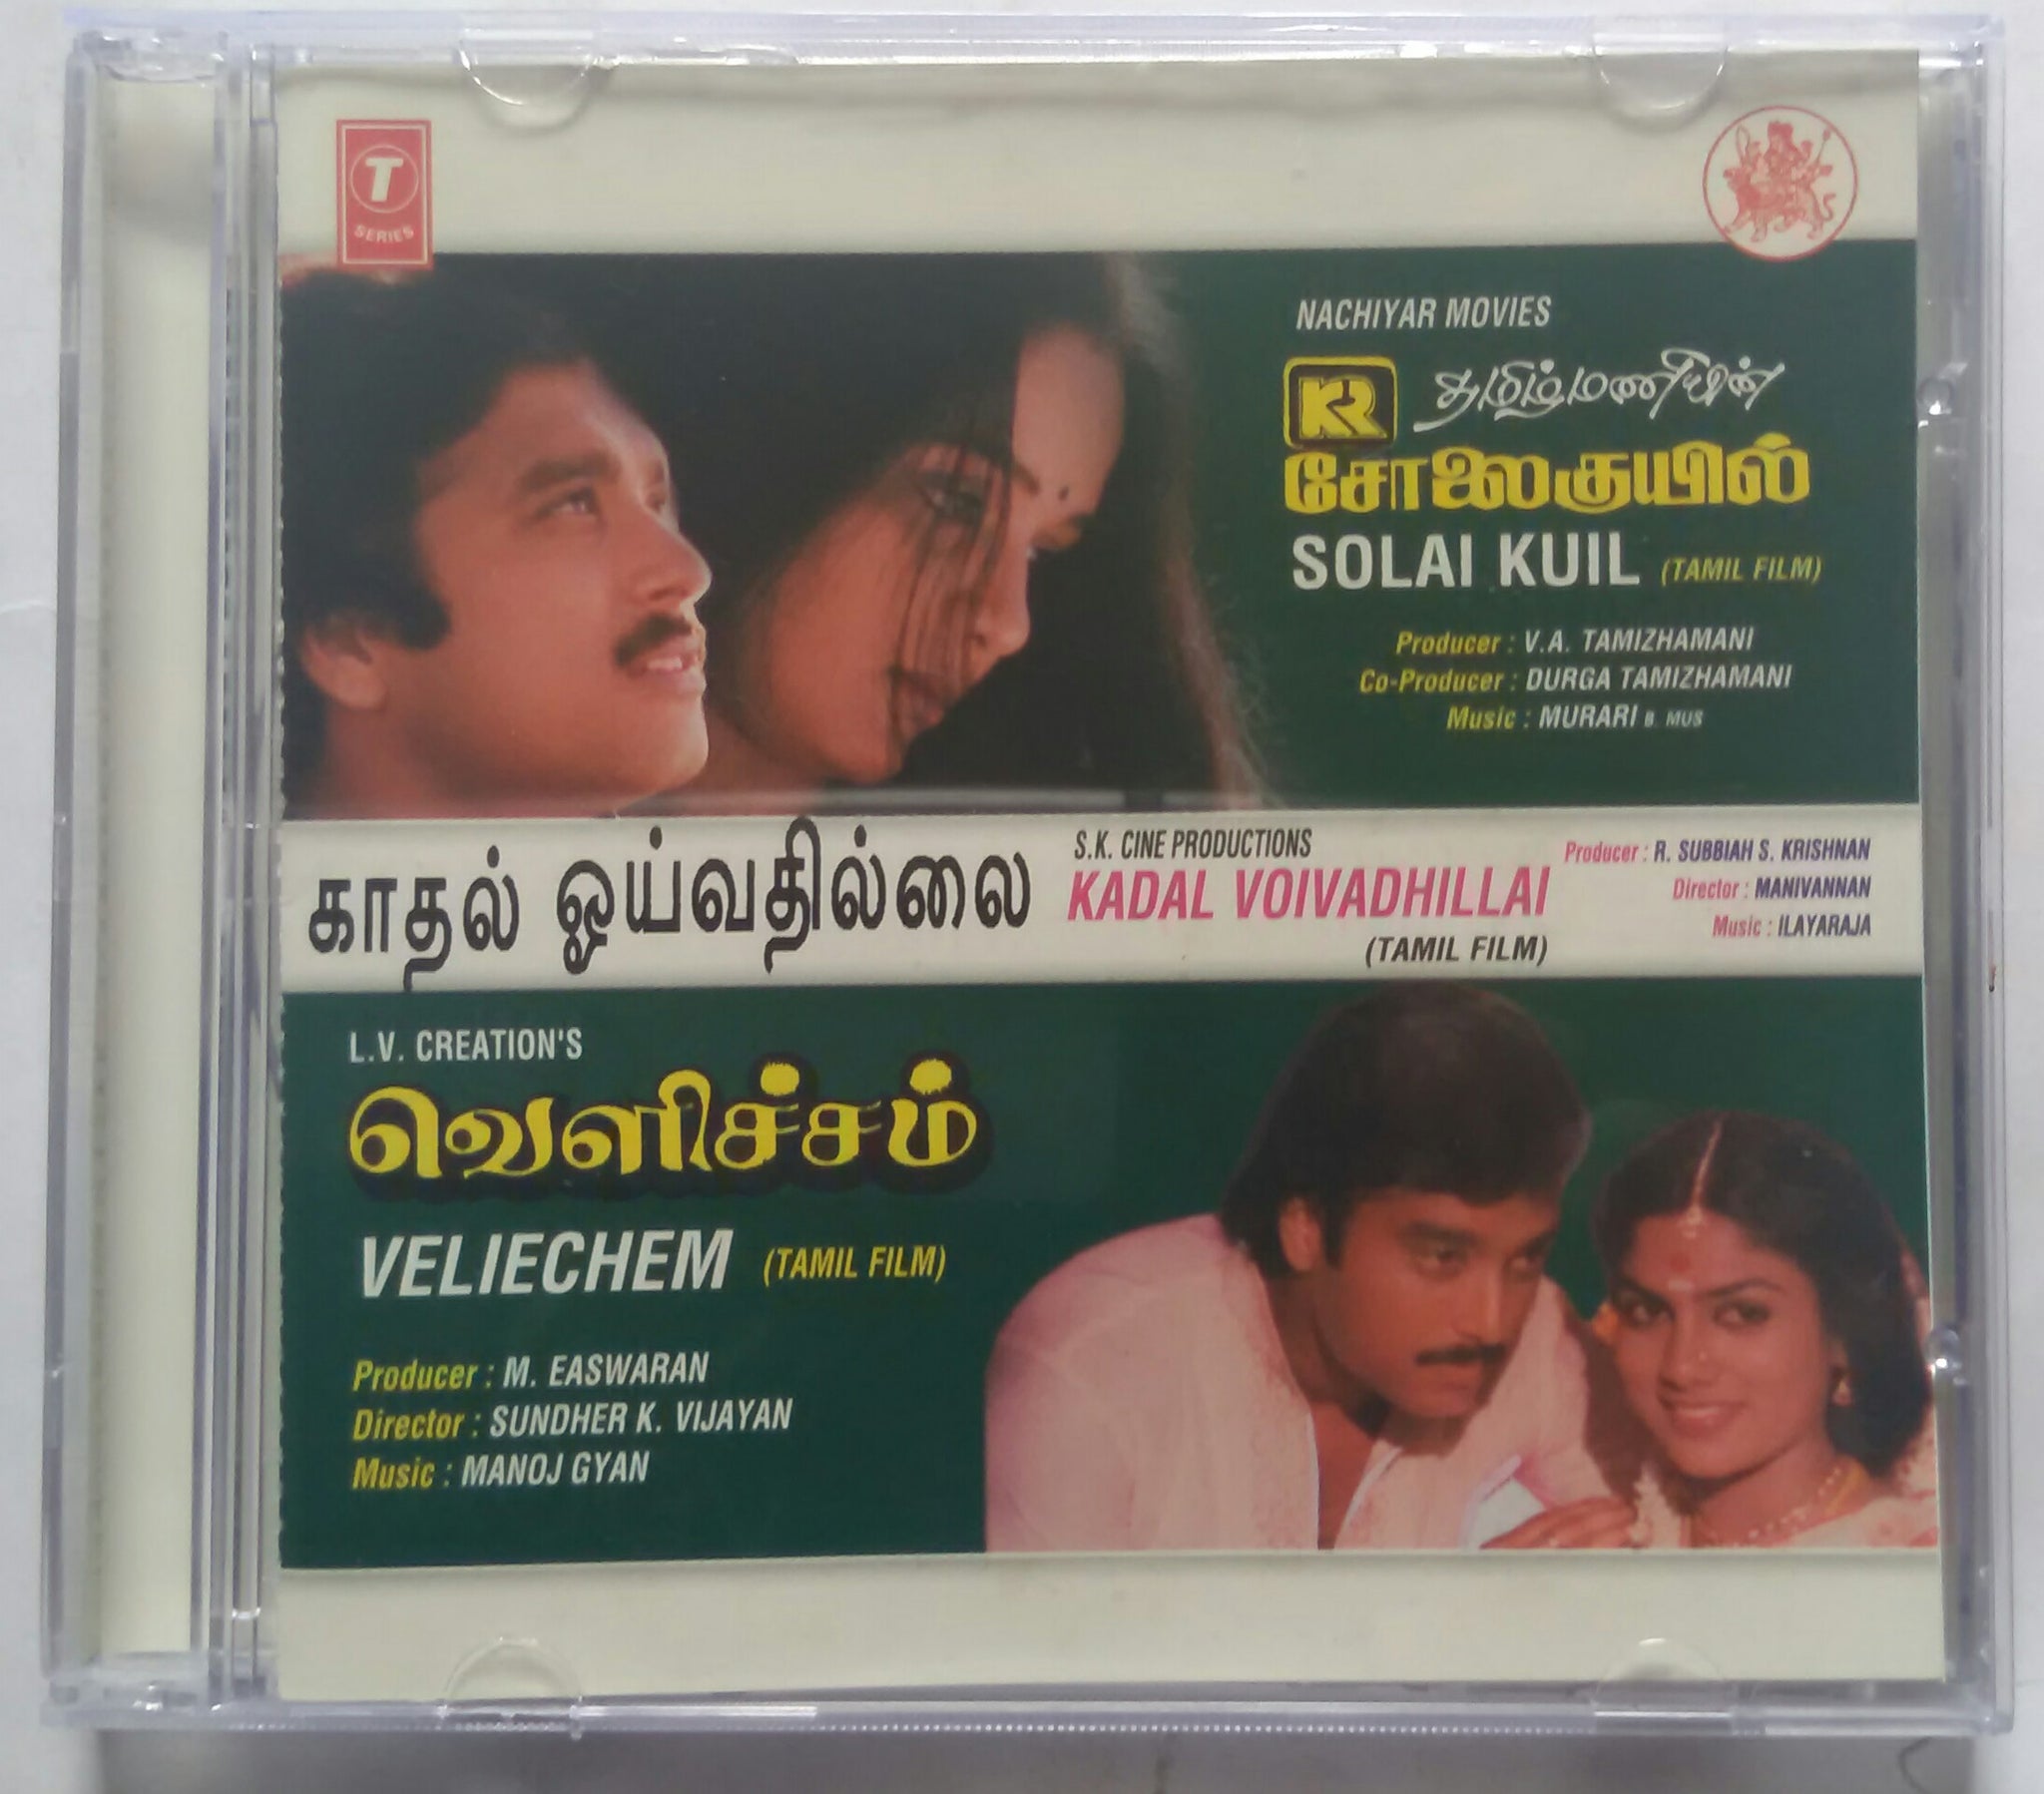 T
SERIES
NACHIYAR MOVIES
KR தமிழ்மணியின்
சோலைகுயில்
SOLAI KUIL (TAMIL FILM)
Producer : V.A. TAMIZHAMANI
Co-Producer : DURGA TAMIZHAMANI
Music : MURARI B MUS
காதல் ஓய்வதில்லை
S.K. CINE PRODUCTIONS
KADAL VOIVADHILLAI
(TAMIL FILM)
Producer : R. SUBBIAH S. KRISHNAN
Director : MANIVANNAN
Music : ILAYARAJA
L.V. CREATION'S
வெளிச்சம்
VELIECHEM (TAMIL FILM)
Producer : M. EASWARAN
Director : SUNDHER K. VIJAYAN
Music : MANOJ GYAN